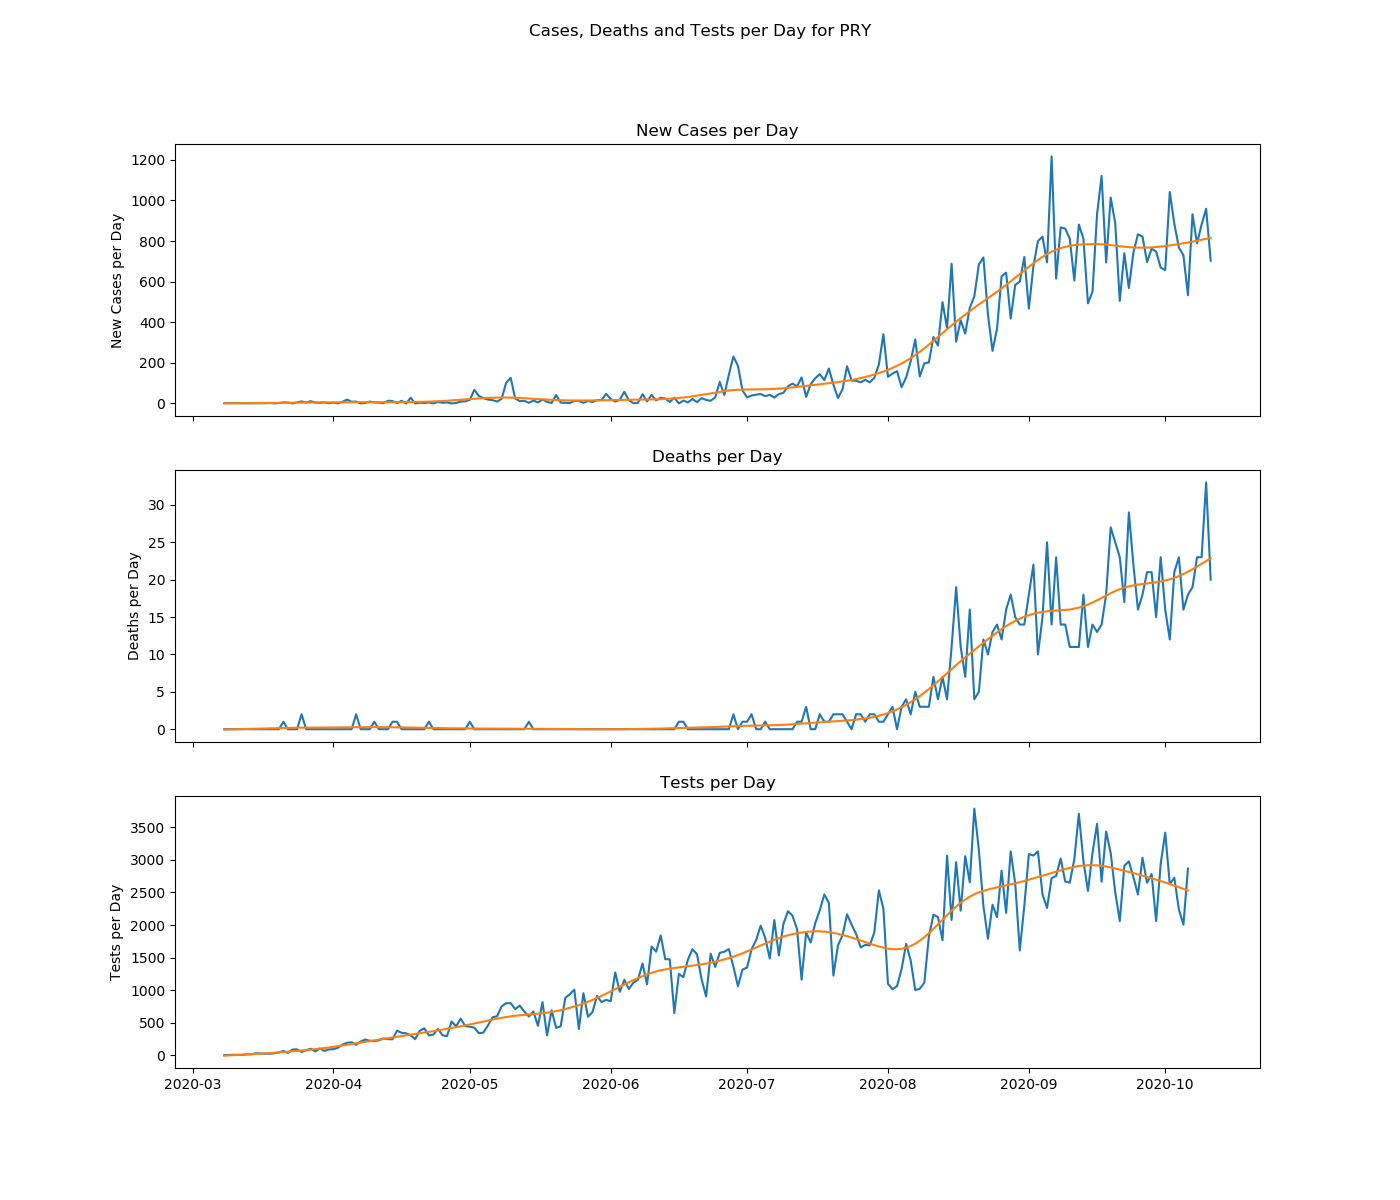 Cases, Deaths and Tests per Day for PRY
New Cases per Day
New Cases per Day
1200
1000
800
600
400
200
0
Deaths per Day
Deaths per Day
30
25
20
15
10
5
0
Tests per Day
Tests per Day
3500
3000
2500
2000
1500
1000
500
0
2020-03 2020-04 2020-05 2020-06 2020-07 2020-08 2020-09 2020-10